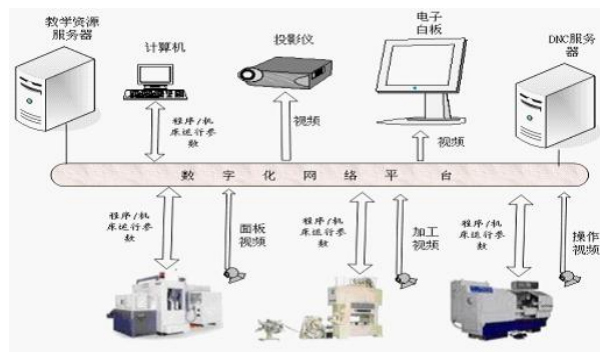 教学资源
服务器
计算机
投影仪
电子
白板
DNC服务
器
程序/机
床运行参
数
视频
视频
数字化网络平台
程序/机
床运行参
数
面板
视频
程序/机
床运行参
数
加工
视频
程序/机
床运行参
数
操作
视频